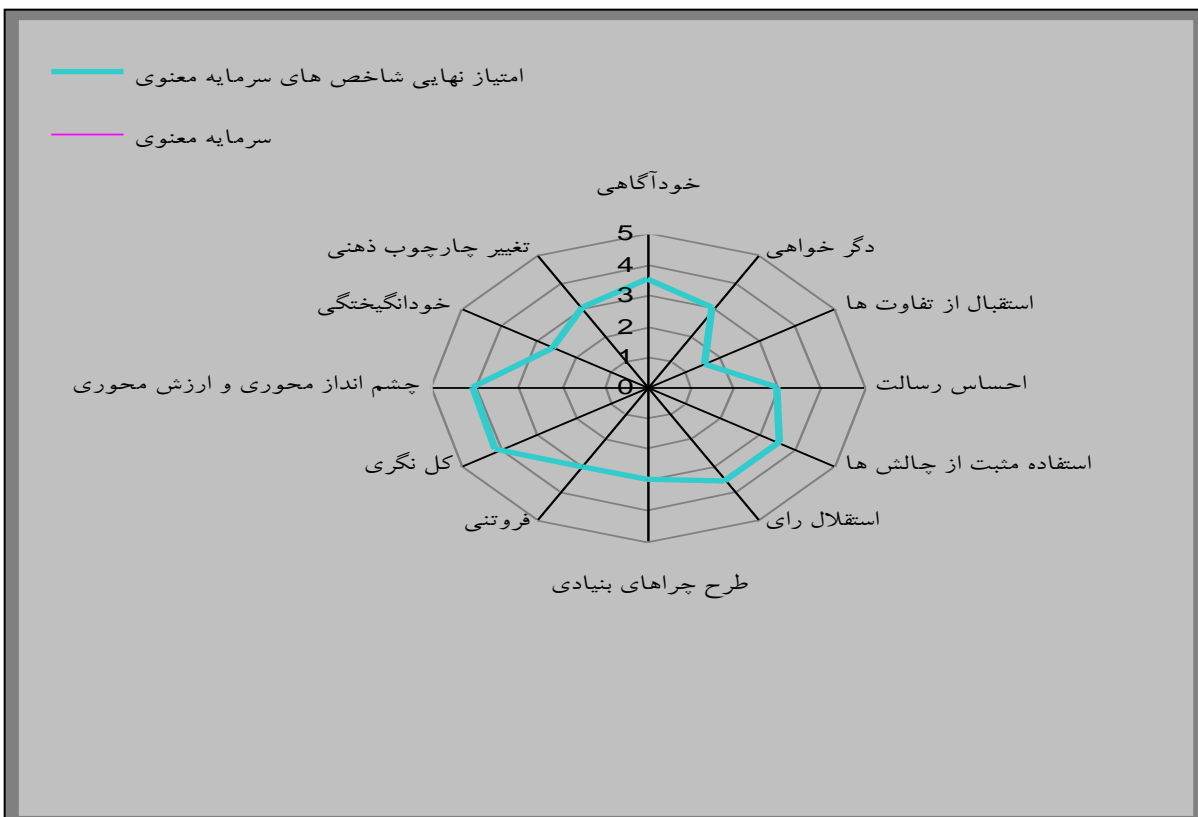 امتیاز نهایی شاخص های سرمایه معنوی
سرمایه معنوی
خودآگاهی
دگر خواهی
استقبال از تفاوت ها
احساس رسالت
استفاده مثبت از چالش ها
استقلال رای
طرح چراهای بنیادی
فروتنی
کل نگری
چشم انداز محوری و ارزش محوری
خودانگیختگی
تغییر چارچوب ذهنی
5
4
3
2
1
0